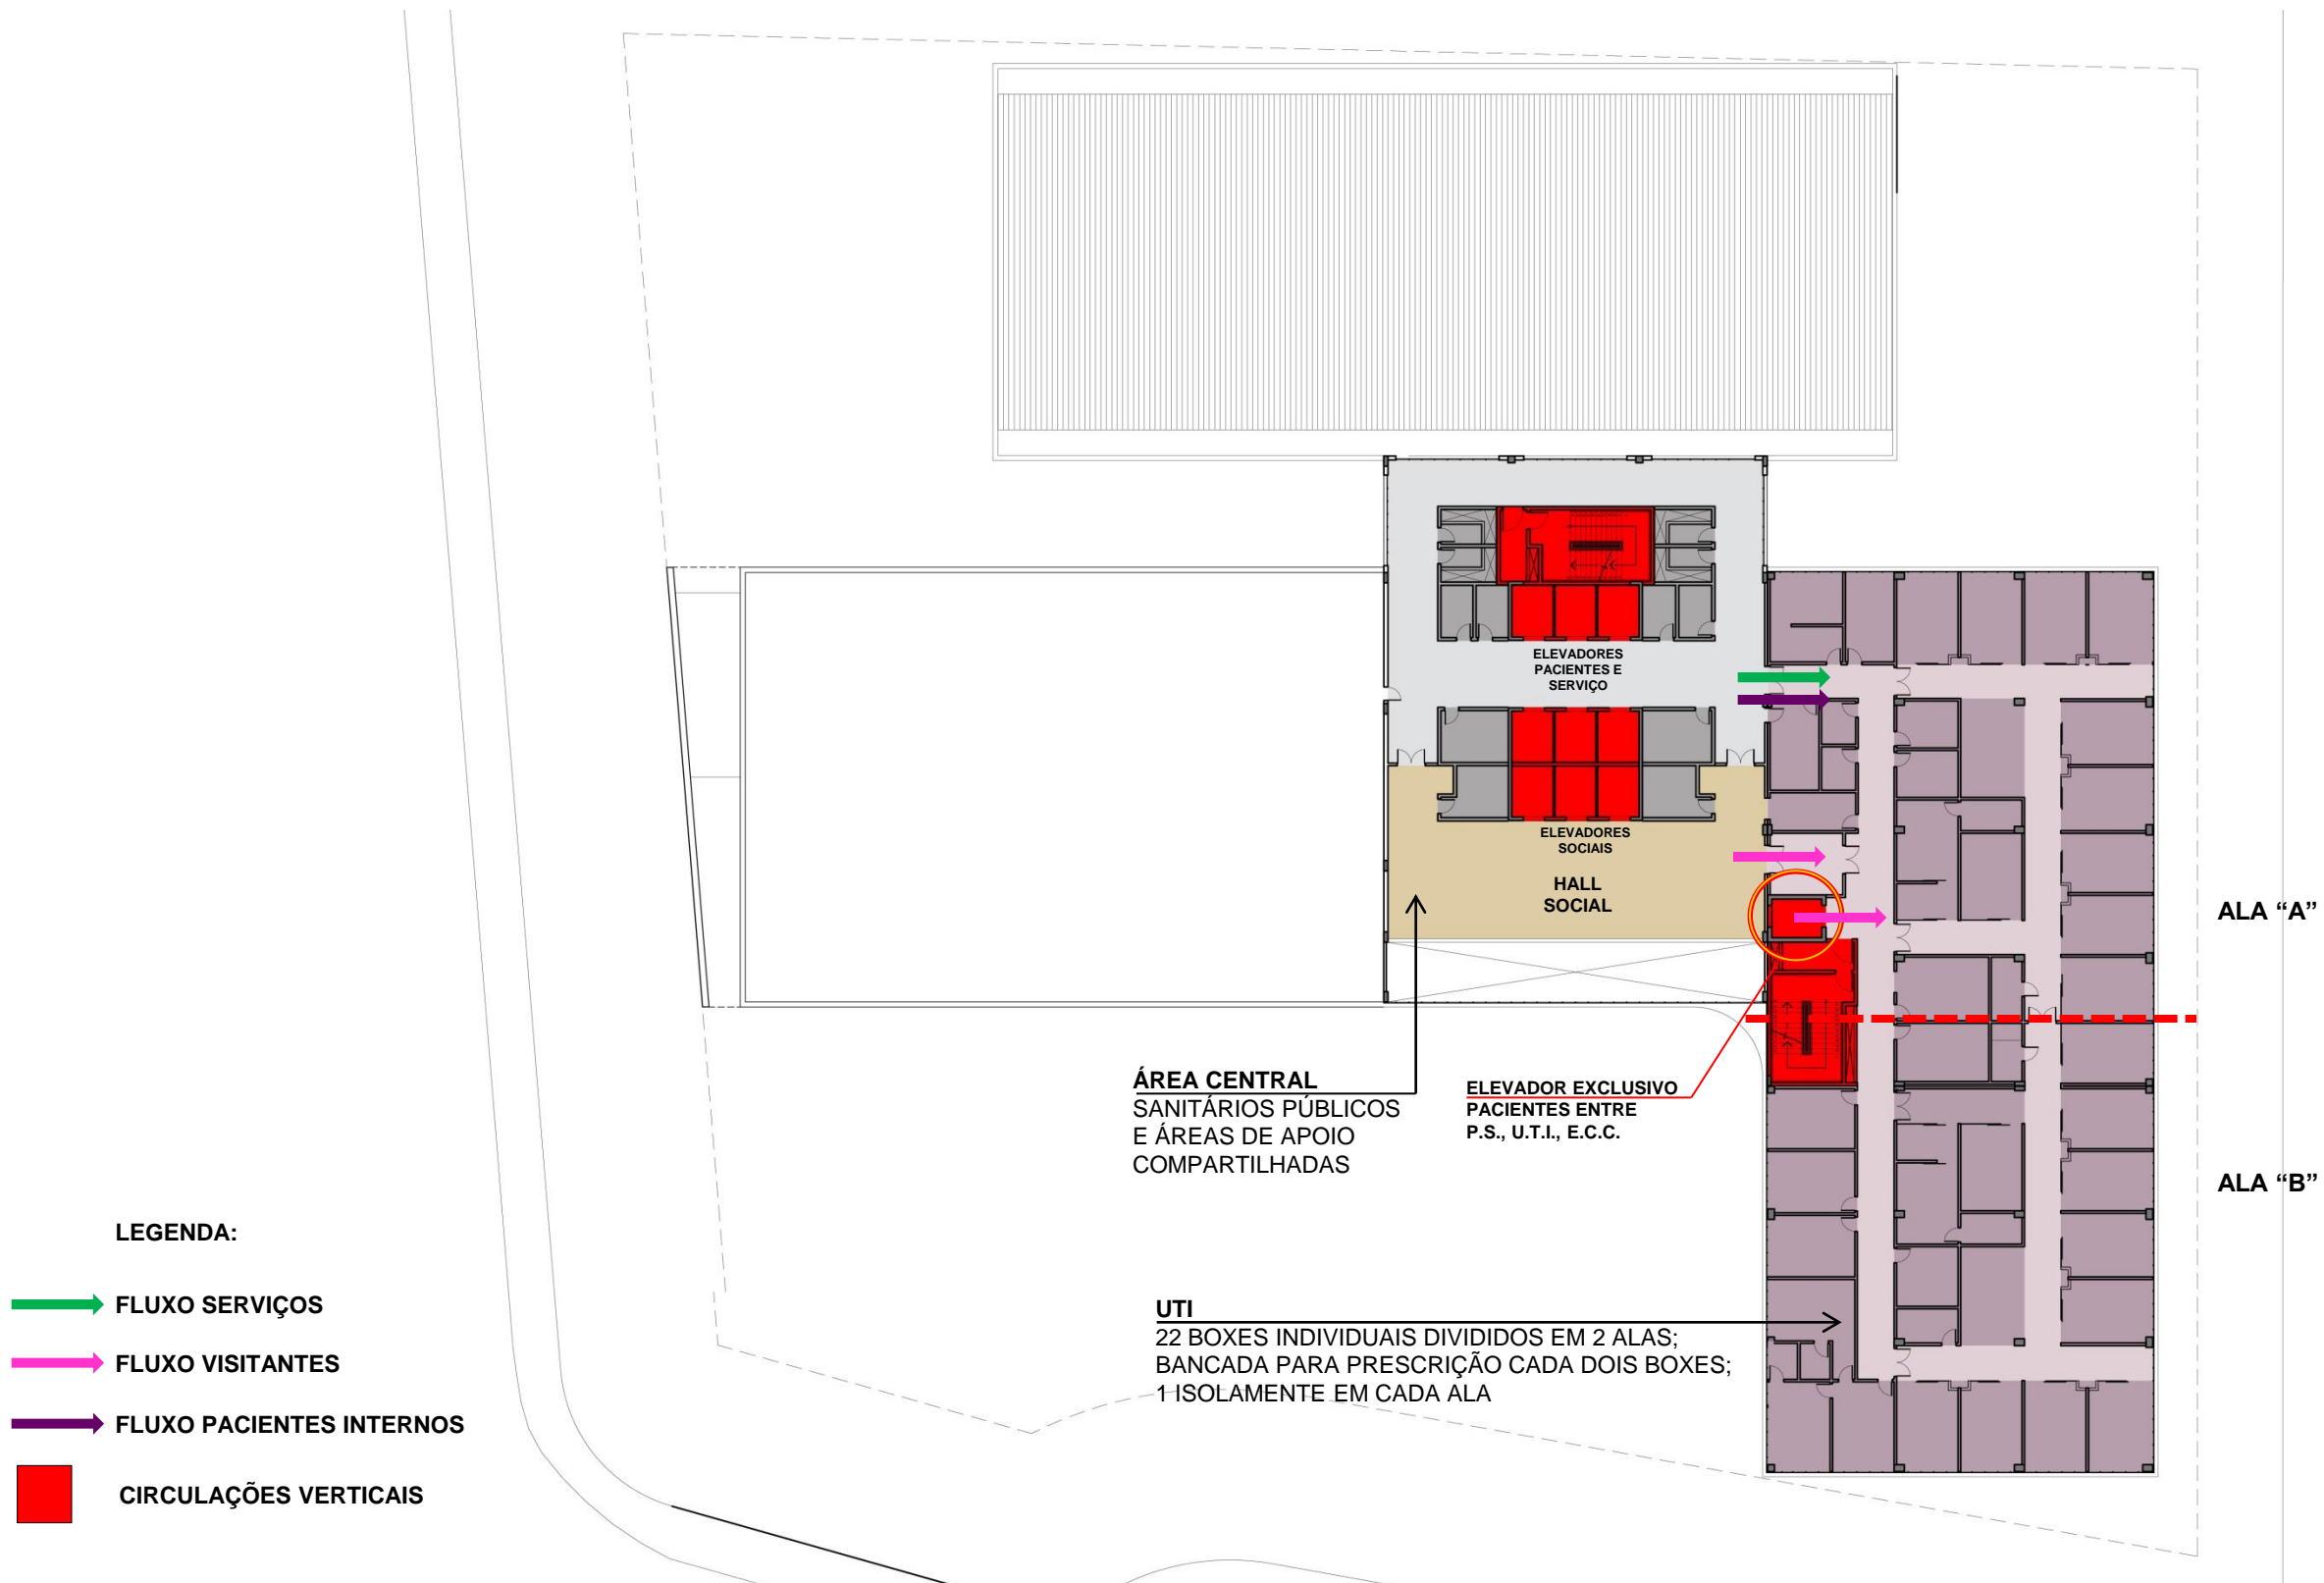 ELEVADORES
PACIENTES E
SERVIÇO
ELEVADORES
SOCIAIS
HALL
SOCIAL
ALA “A”
ÁREA CENTRAL
SANITÁRIOS PÚBLICOS
E ÁREAS DE APOIO
COMPARTILHADAS
ELEVADOR EXCLUSIVO
PACIENTES ENTRE
P.S., U.T.I., E.C.C.
ALA “B”
UTI
22 BOXES INDIVIDUAIS DIVIDIDOS EM 2 ALAS;
BANCADA PARA PRESCRIÇÃO CADA DOIS BOXES;
1 ISOLAMENTE EM CADA ALA
LEGENDA:
FLUXO SERVIÇOS
FLUXO VISITANTES
FLUXO PACIENTES INTERNOS
CIRCULAÇÕES VERTICAIS